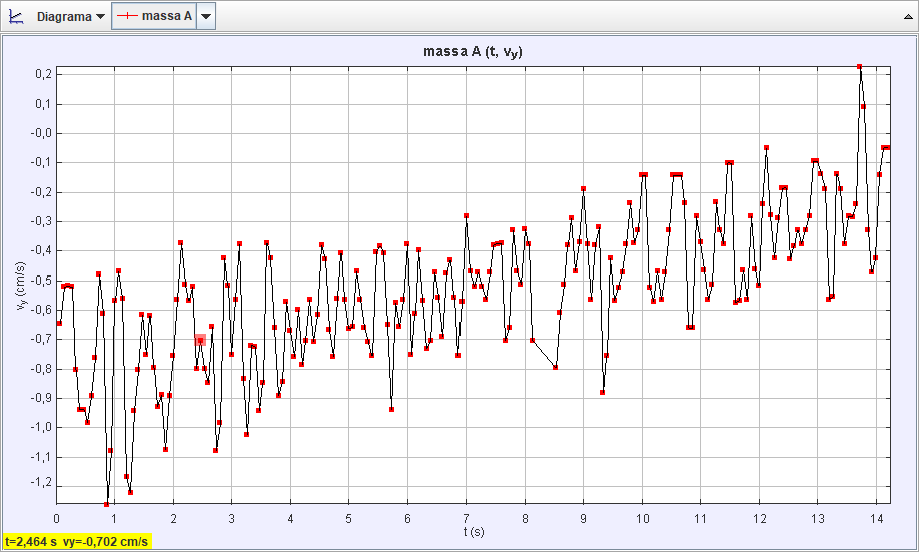 Diagrama massa A
massa A (t, vy)
0,2
0,1
-0,0
-0,1
-0,2
-0,3
-0,4
-0,5
-0,6
-0,7
-0,8
-0,9
-1,0
-1,1
-1,2
vy (cm/s)
0 1 2 3 4 5 6 7 8 9 10 11 12 13 14
t (s)
t=2,464 s vy=-0,702 cm/s